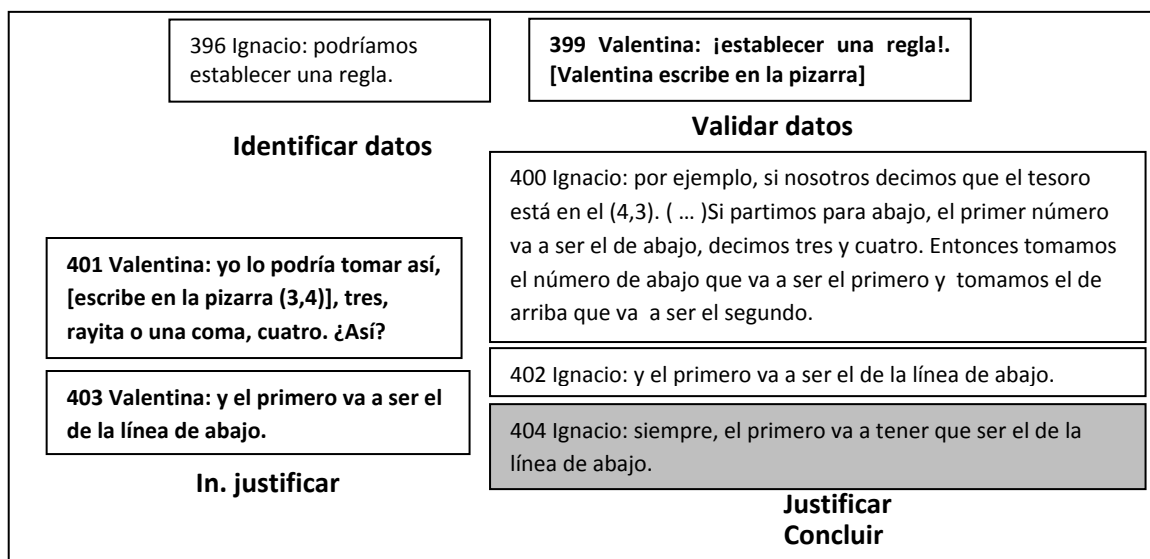 396 Ignacio: podríamos
establecer una regla.
399 Valentina: ¡establecer una regla!.
[Valentina escribe en la pizarra]
Identificar datos
Validar datos
400 Ignacio: por ejemplo, si nosotros decimos que el tesoro
está en el (4,3). ( ... )Si partimos para abajo, el primer número
va a ser el de abajo, decimos tres y cuatro. Entonces tomamos
el número de abajo que va a ser el primero y tomamos el de
arriba que va a ser el segundo.
401 Valentina: yo lo podría tomar así,
[escribe en la pizarra (3,4)], tres,
rayita o una coma, cuatro. ¿Así?
402 Ignacio: y el primero va a ser el de la línea de abajo.
403 Valentina: y el primero va a ser el
de la línea de abajo.
404 Ignacio: siempre, el primero va a tener que ser el de la
línea de abajo.
In. justificar
Justificar
Concluir